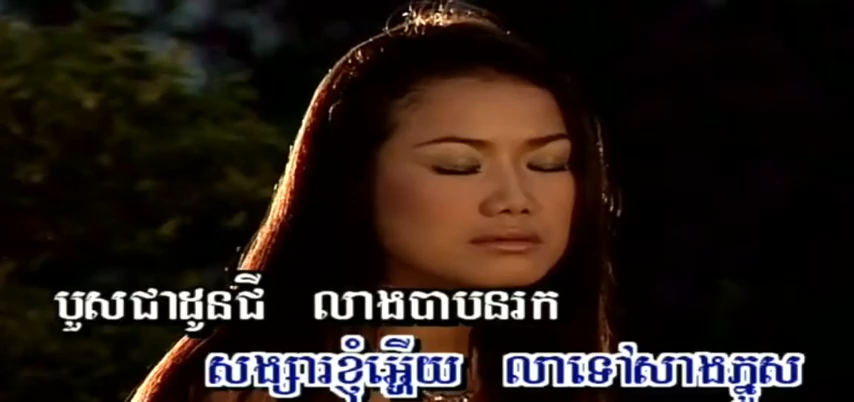 បួសជាដូនជី លាងបាបនរក
សង្សារខ្ញុំអើយ លាទៅសាងភ្នួស